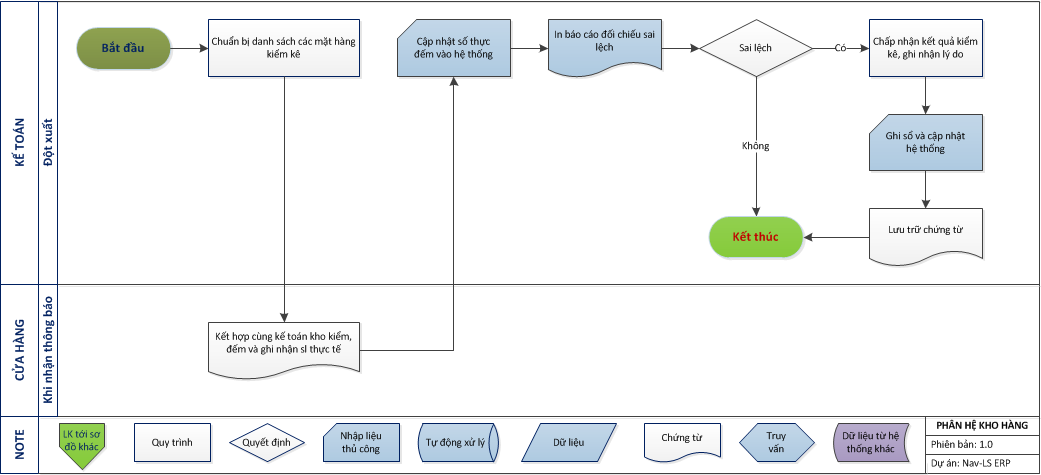 KẾ TOÁN
Đột xuất
Bắt đầu
Chuẩn bị danh sách các mặt hàng
kiểm kê
Cập nhật số thực
đếm vào hệ thống
In báo cáo đối chiếu sai
lệch
Sai lệch
Có
Chấp nhận kết quả kiểm
kê, ghi nhận lý do
Không
Ghi sổ và cập nhật
hệ thống
Kết thúc
Lưu trữ chứng từ
CỬA HÀNG
Khi nhận thông báo
Kết hợp cùng kế toán kho kiểm,
đếm và ghi nhận sl thực tế
NOTE
LK tới sơ
đồ khác
Quy trình
Quyết định
Nhập liệu
thủ công
Tự động xử lý
Dữ liệu
Chứng từ
Truy
vấn
Dữ liệu từ hệ
thống khác
PHÂN HỆ KHO HÀNG
Phiên bản: 1.0
Dự án: Nav-LS ERP